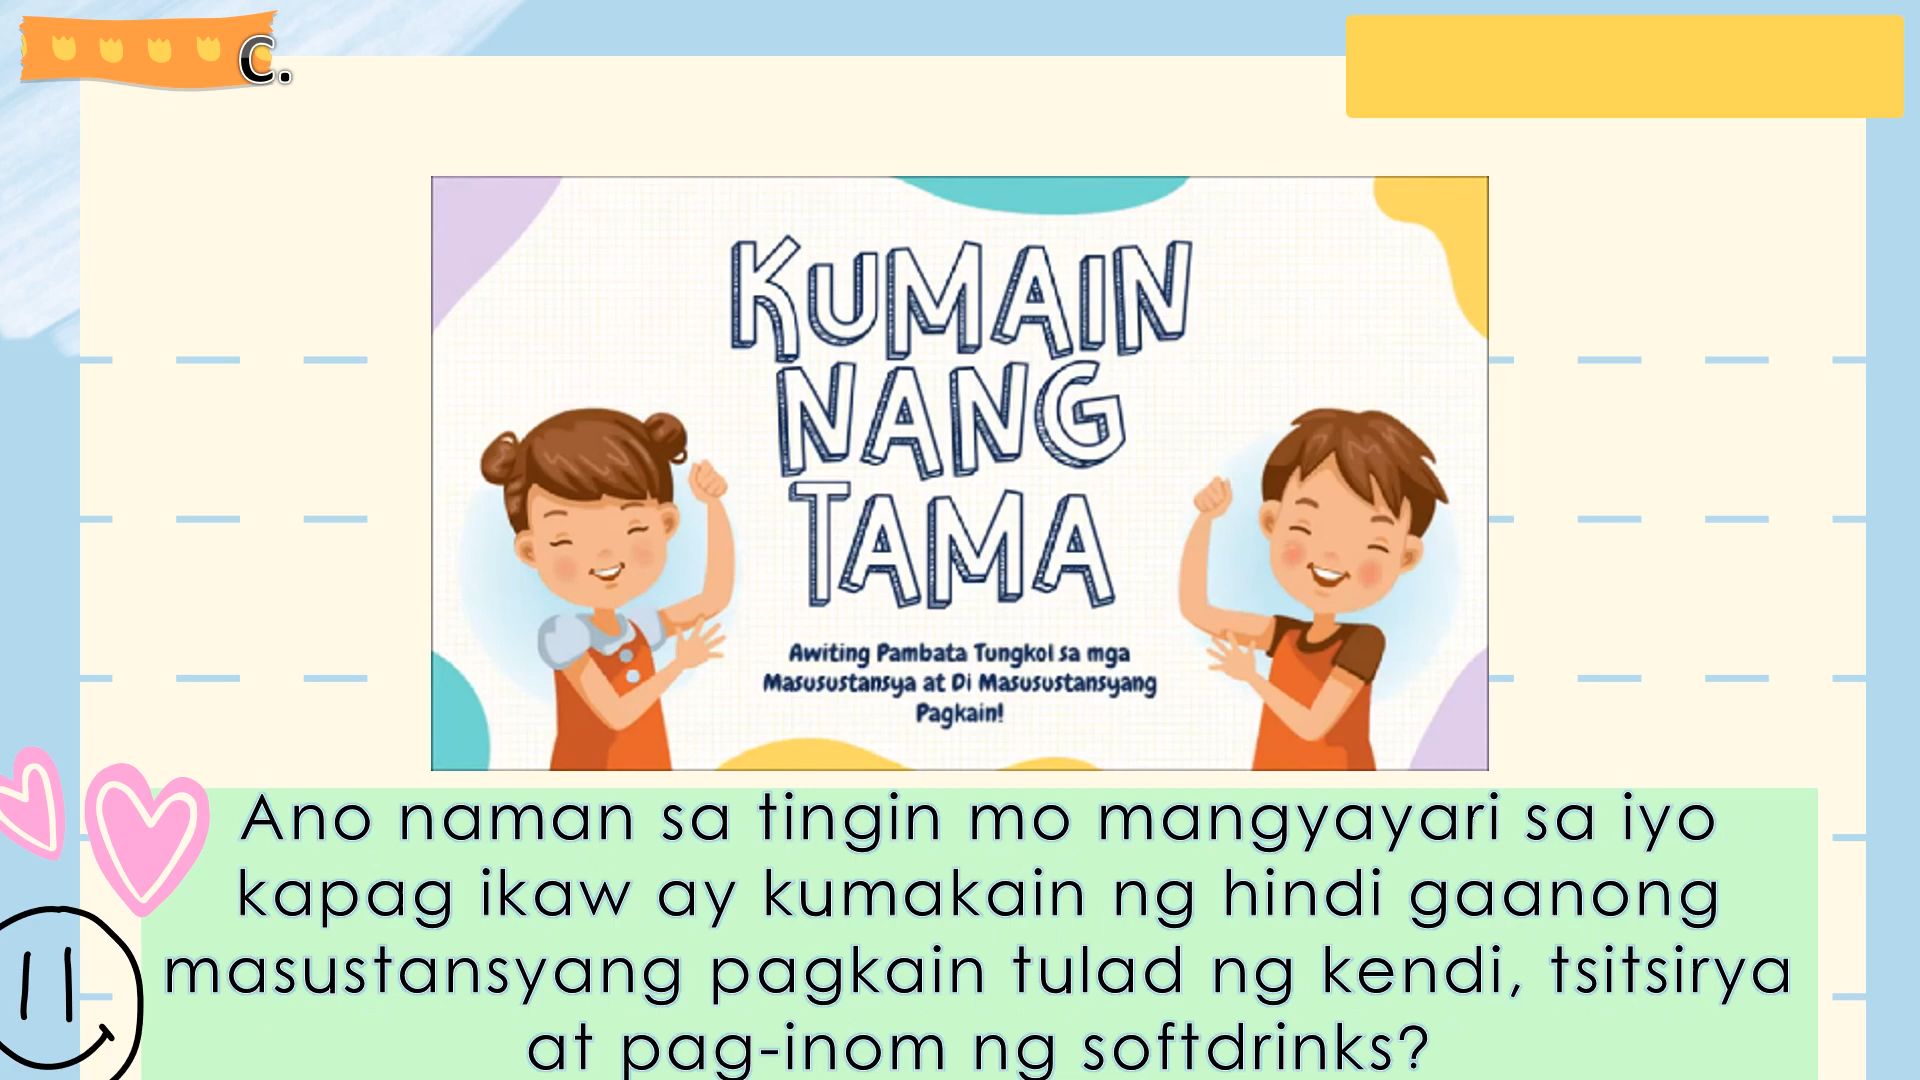 C.
KUMAIN
NANG
TAMA
Awiting Pambata Tungkol sa mga
Masusustansya at Di Masusustansyang
Pagkain!
Ano naman sa tingin mo mangyayari sa iyo
kapag ikaw ay kumakain ng hindi gaanong
masustansyang pagkain tulad ng kendi, tsitsirya
at pag-inom ng softdrinks?